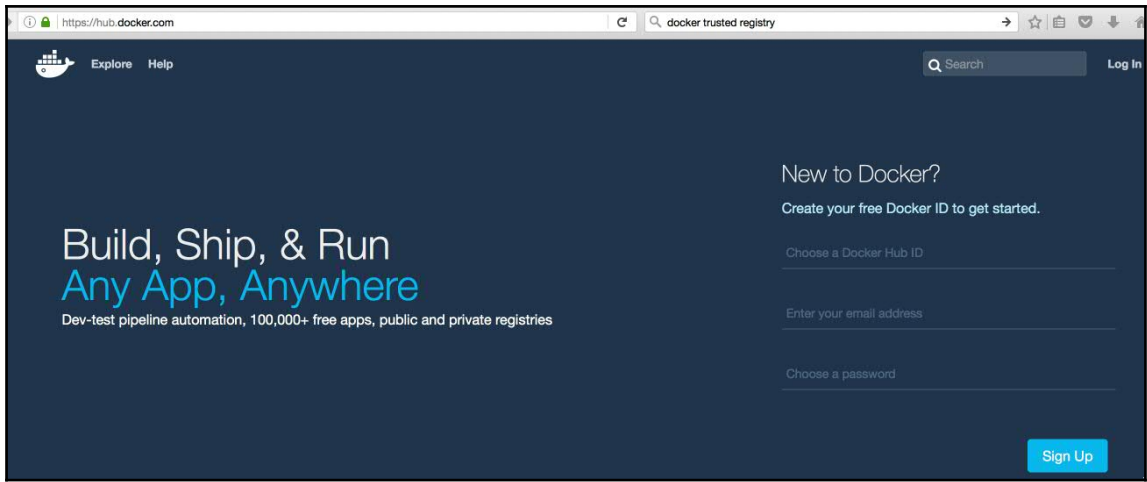 https://hub.docker.com
docker trusted registry
Explore Help
Search
Log In
New to Docker?
Create your free Docker ID to get started.
Build, Ship, & Run
Any App, Anywhere
Dev-test pipeline automation, 100,000+ free apps, public and private registries
Choose a Docker Hub ID
Enter your email address
Choose a password
Sign Up